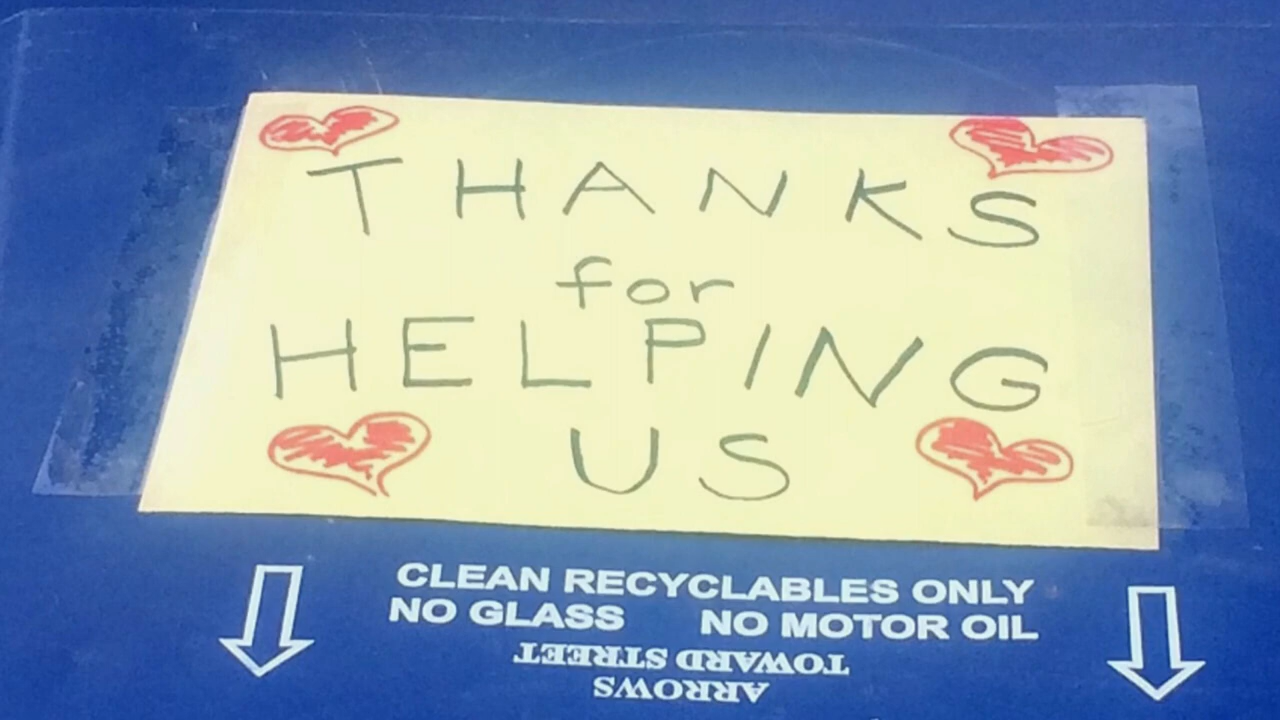 THANKS
for
HELPING
US
CLEAN RECYCLABLES ONLY
NO GLASS NO MOTOR OIL
ARROWS
TOWARD STREET